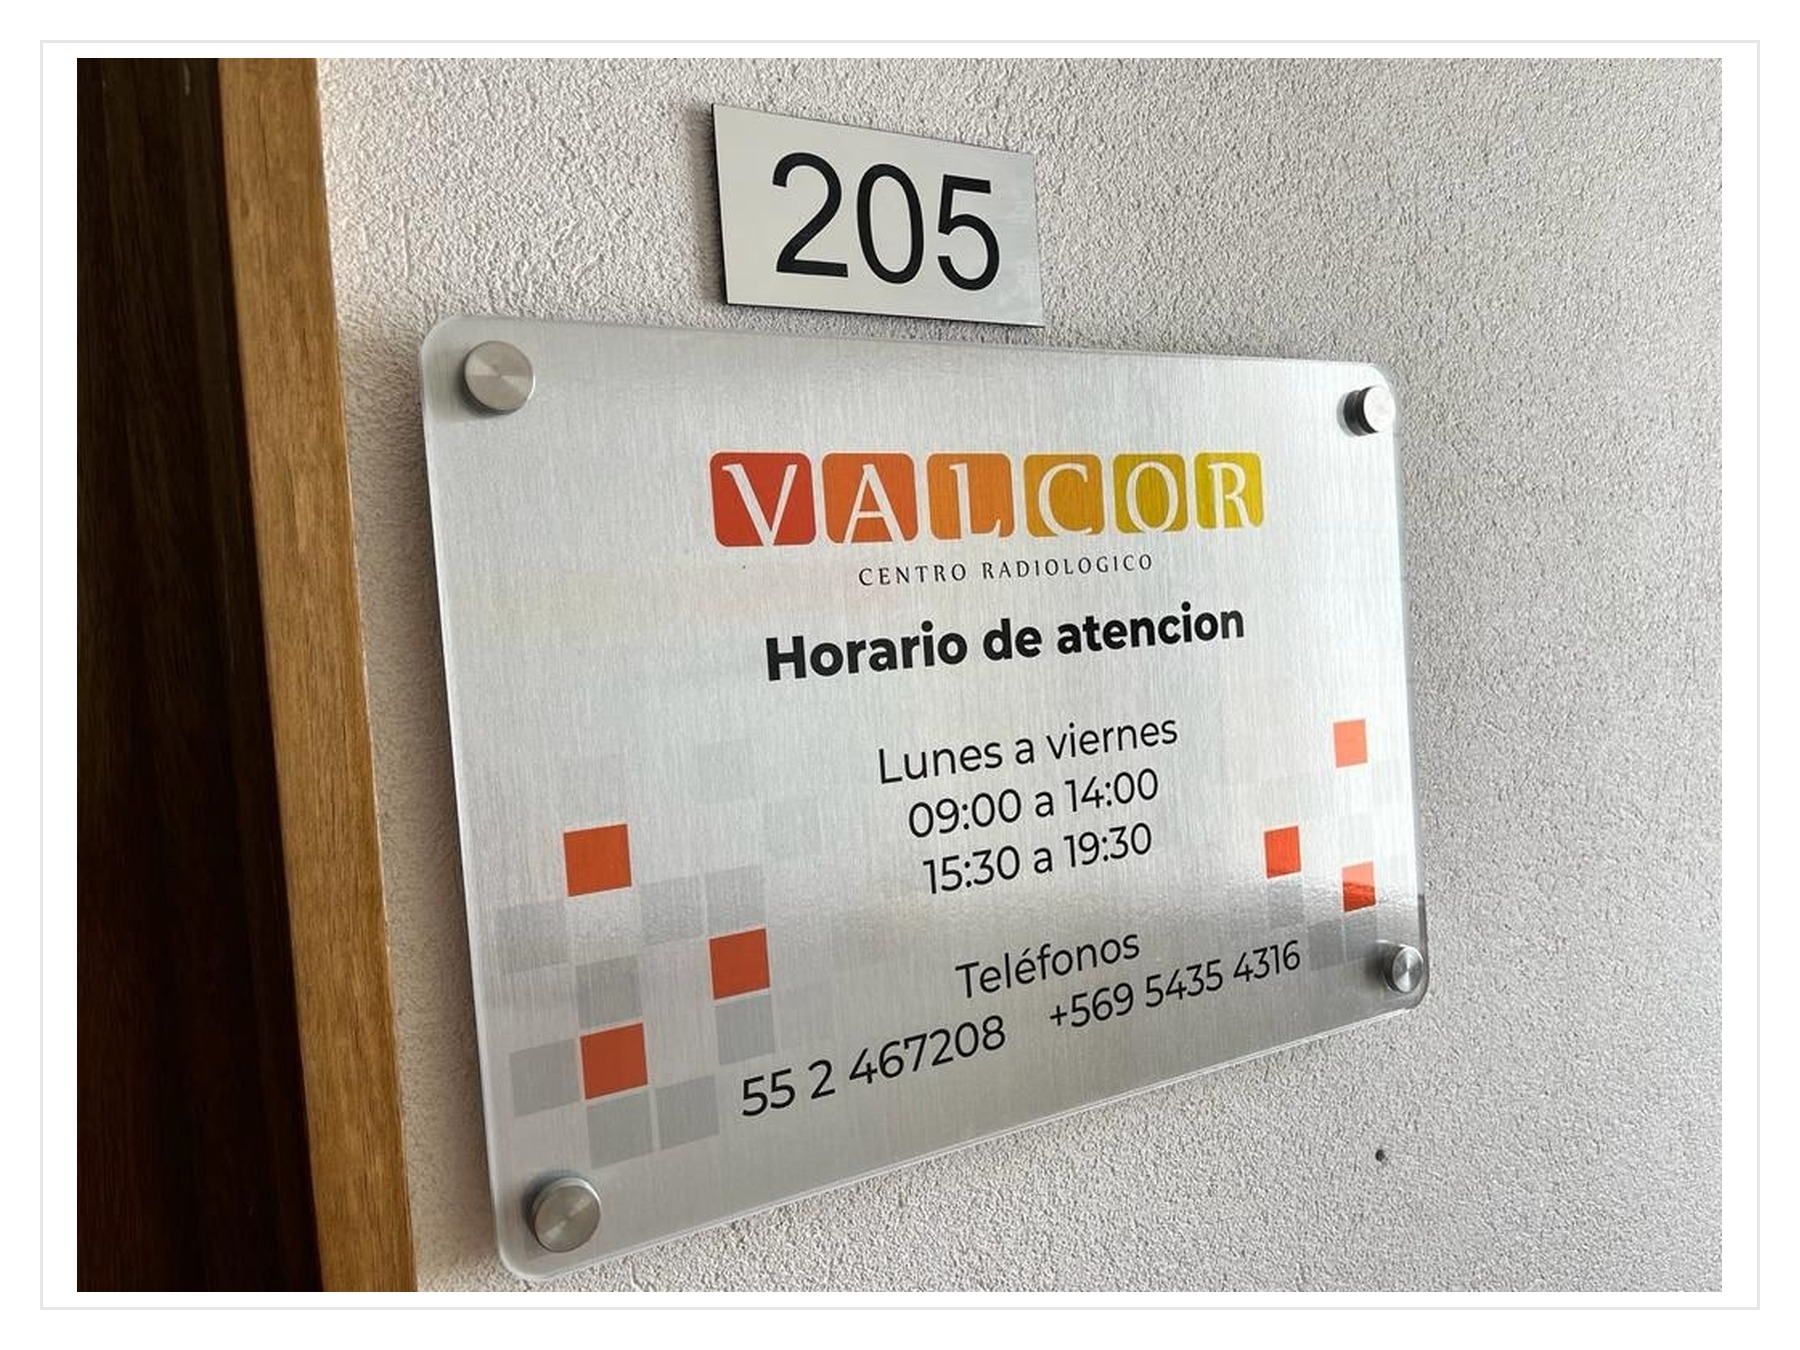 205
VALCOR
CENTRO RADIOLOGICO
Horario de atencion
Lunes a viernes
09:00 a 14:00
15:30 a 19:30
Teléfonos
55 2 467208 +569 5435 4316